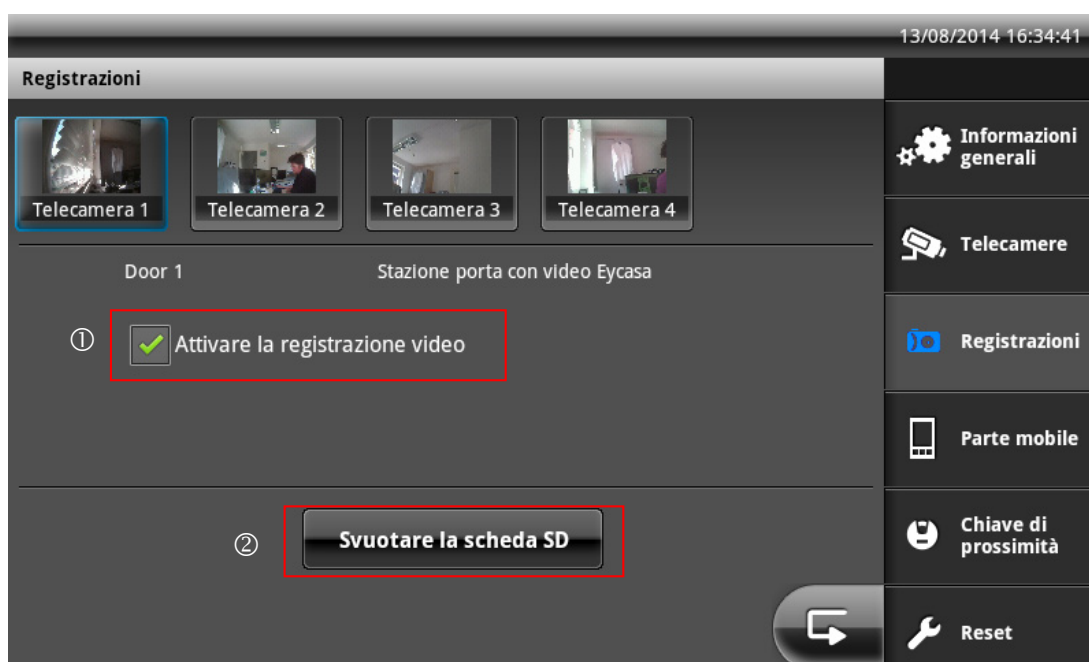 13/08/2014 16:34:41
Registrazioni
Telecamera 1
Telecamera 2
Telecamera 3
Telecamera 4
Door 1
Stazione porta con video Eycasa
①
Attivare la registrazione video
②
Svuotare la scheda SD
Informazioni
generali
Telecamere
Registrazioni
Parte mobile
Chiave di
prossimità
Reset